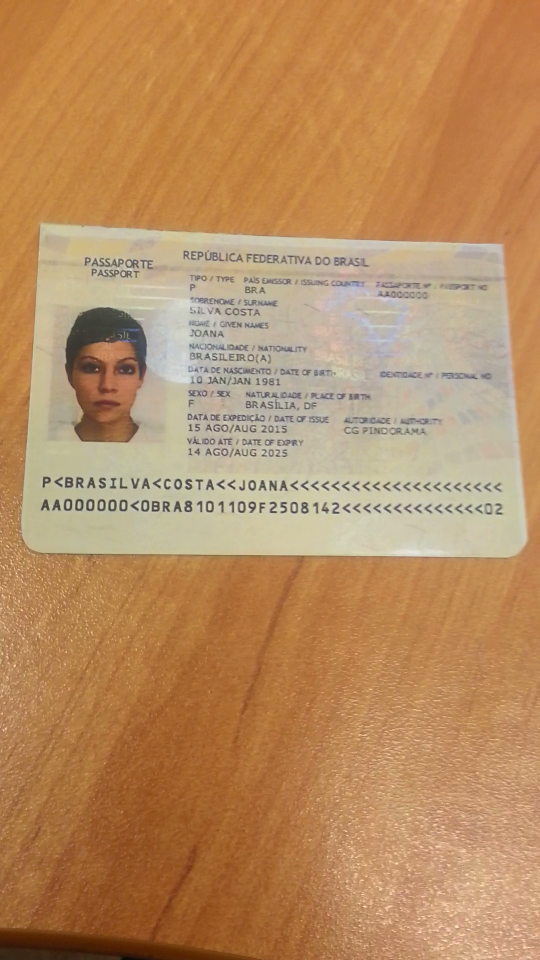 PASSAPORTE
PASSPORT
REPÚBLICA FEDERATIVA DO BRASIL
TIPO / TYPE PAÍS EMISSOR / ISSUING COUNTRY PASSAPORTE Nº / PASSPORT NO
P BRA AA000000
SOBRENOME / SURNAME
SILVA COSTA
NOME / GIVEN NAMES
JOANA
NACIONALIDADE / NATIONALITY
BRASILEIRO(A)
DATA DE NASCIMENTO / DATE OF BIRTH IDENTIDADE Nº / PERSONAL NO
10 JAN/JAN 1981
SEXO / SEX NATURALIDADE / PLACE OF BIRTH
F BRASÍLIA, DF
DATA DE EXPEDIÇÃO / DATE OF ISSUE AUTORIDADE / AUTHORITY
15 AGO/AUG 2015 CG PINDORAMA
VÁLIDO ATÉ / DATE OF EXPIRY
14 AGO/AUG 2025
P<BRASILVA<COSTA<<JOANA<<<<<<<<<<<<<<<<<<<<<
AA000000<0BRA8101109F2508142<<<<<<<<<<<<<<02